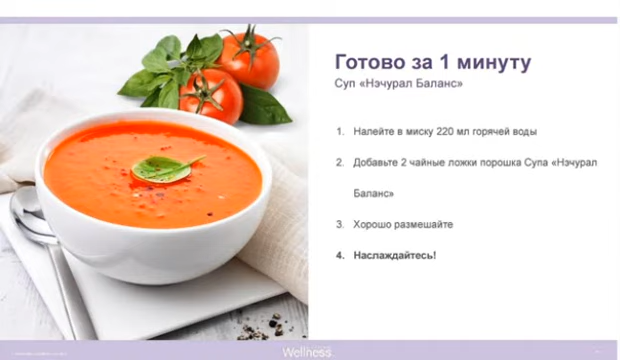 Готово за 1 минуту
Суп «Нэчурал Баланс»
1. Налейте в миску 220 мл горячей воды
2. Добавьте 2 чайные ложки порошка Супа «Нэчурал
Баланс»
3. Хорошо размешайте
4. Наслаждайтесь!
Wellness